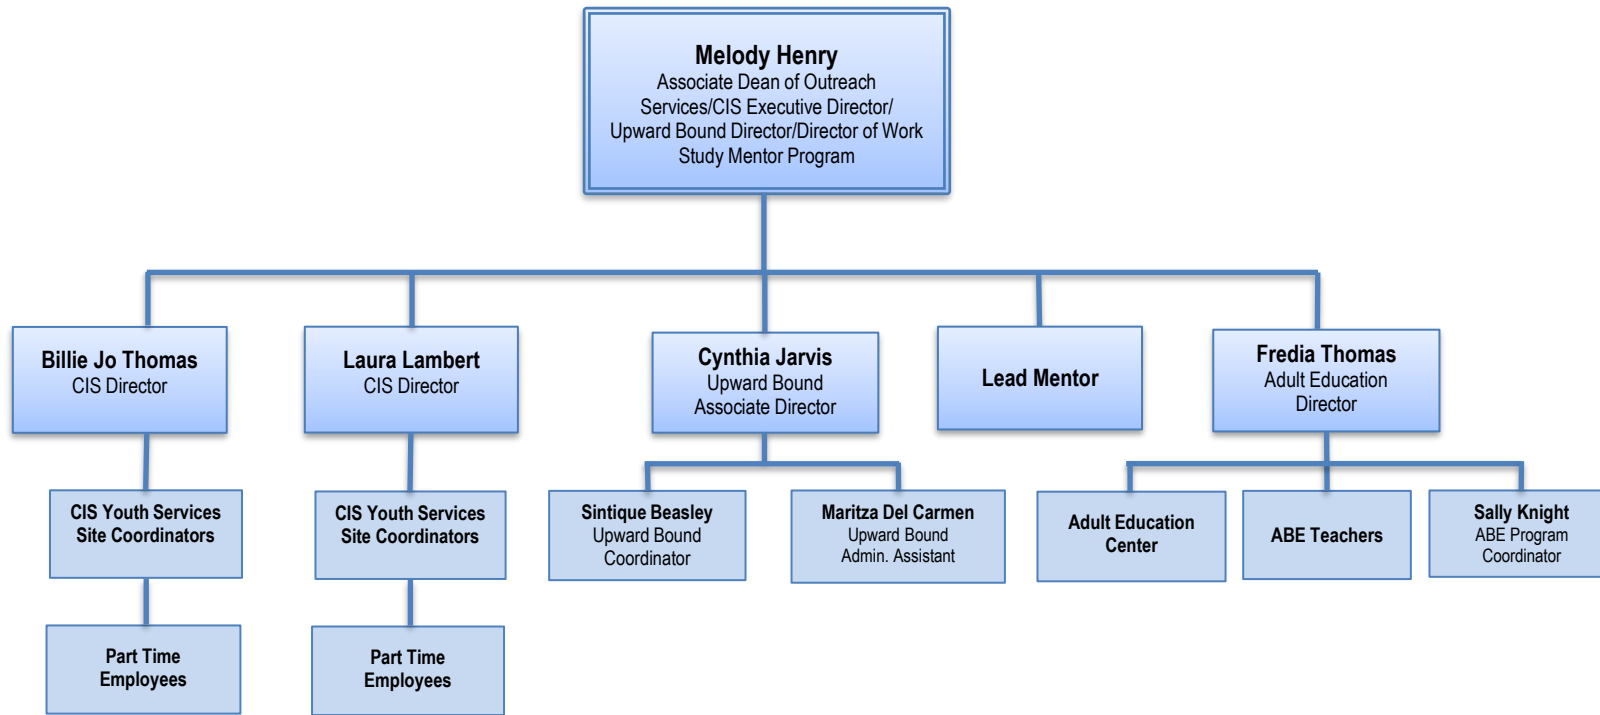 Melody Henry
Associate Dean of Outreach
Services/CIS Executive Director/
Upward Bound Director/Director of Work
Study Mentor Program
Billie Jo Thomas
CIS Director
Laura Lambert
CIS Director
Cynthia Jarvis
Upward Bound
Associate Director
Lead Mentor
Fredia Thomas
Adult Education
Director
CIS Youth Services
Site Coordinators
CIS Youth Services
Site Coordinators
Sintique Beasley
Upward Bound
Coordinator
Maritza Del Carmen
Upward Bound
Admin. Assistant
Adult Education
Center
ABE Teachers
Sally Knight
ABE Program
Coordinator
Part Time
Employees
Part Time
Employees